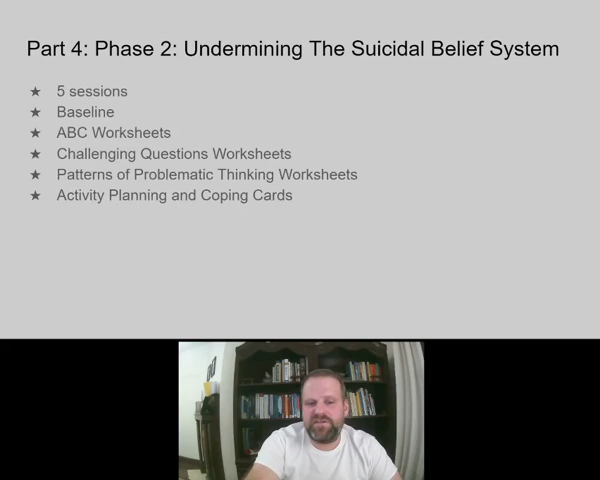 Part 4: Phase 2: Undermining The Suicidal Belief System
★ 5 sessions
★ Baseline
★ ABC Worksheets
★ Challenging Questions Worksheets
★ Patterns of Problematic Thinking Worksheets
★ Activity Planning and Coping Cards